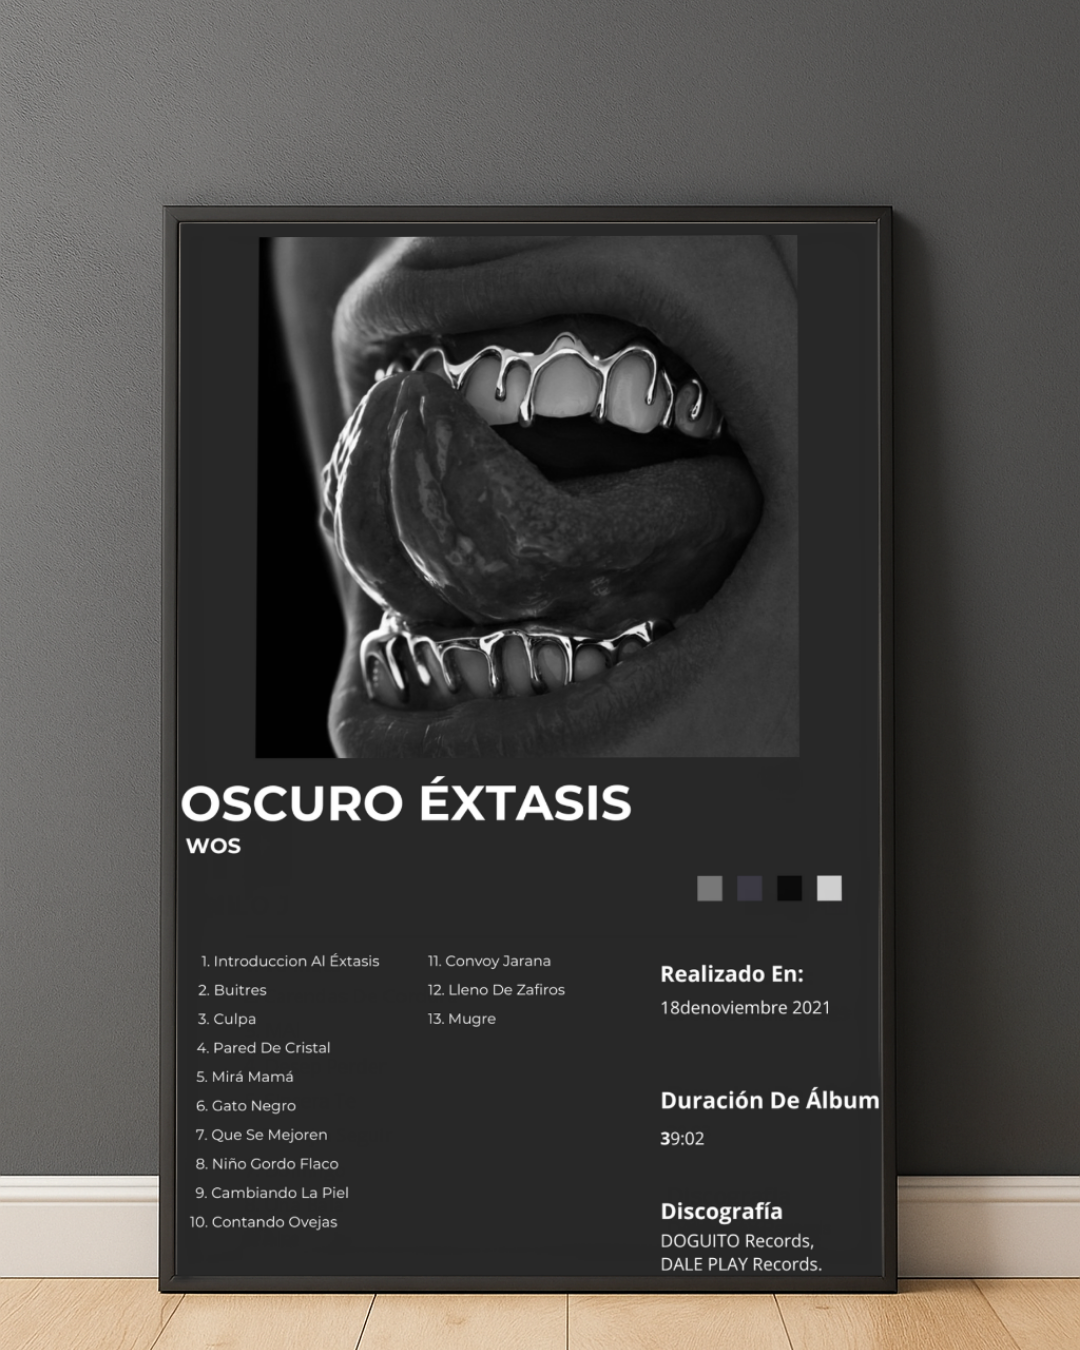 OSCURO ÉXTASIS
WOS
1. Introduccion Al Éxtasis
2. Buitres
3. Culpa
4. Pared De Cristal
5. Mirá Mamá
6. Gato Negro
7. Que Se Mejoren
8. Niño Gordo Flaco
9. Cambiando La Piel
10. Contando Ovejas
11. Convoy Jarana
12. Lleno De Zafiros
13. Mugre
Realizado En:
18denoviembre 2021
Duración De Álbum
39:02
Discografía
DOGUITO Records,
DALE PLAY Records.